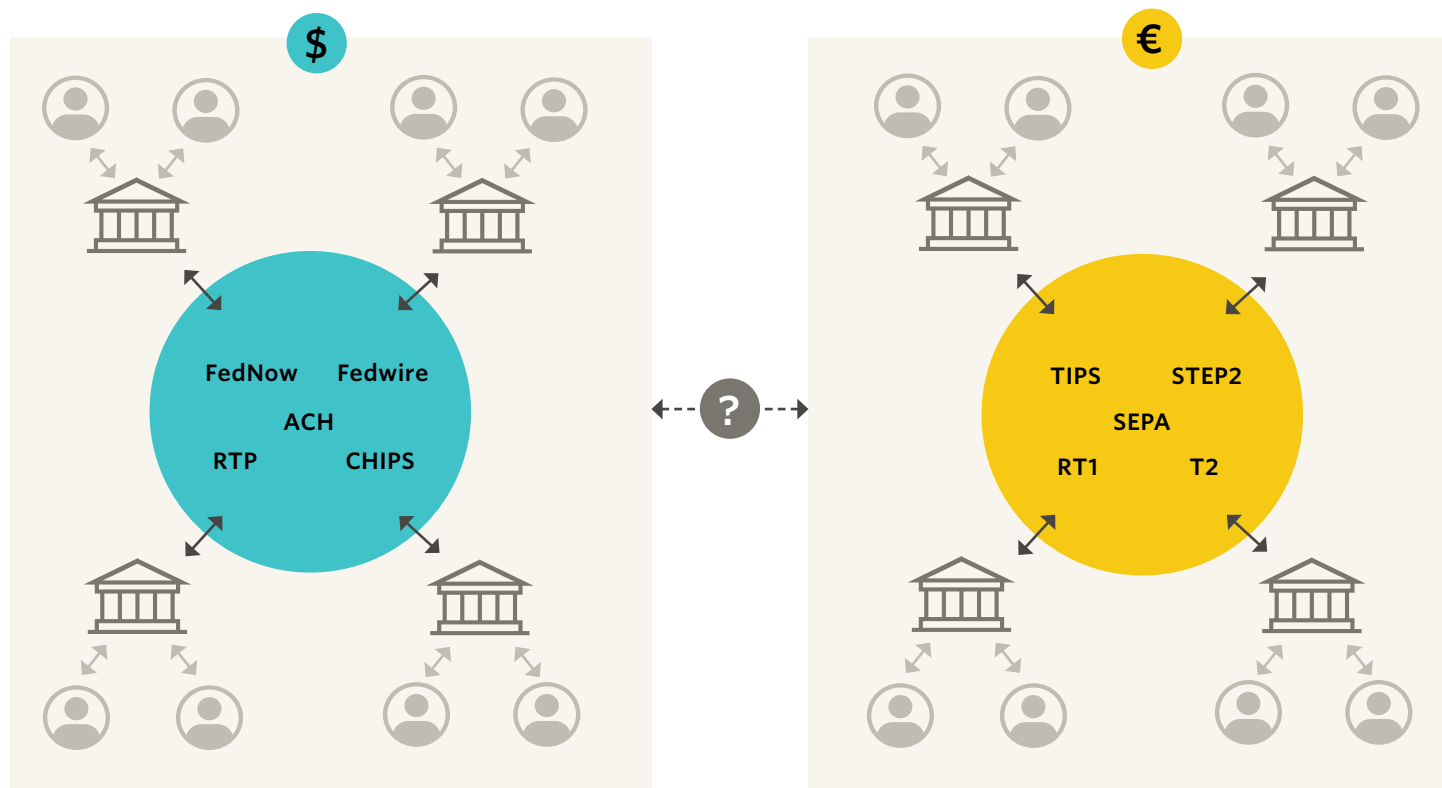 $
FedNow Fedwire
ACH
RTP CHIPS
?
€
TIPS STEP2
SEPA
RT1 T2